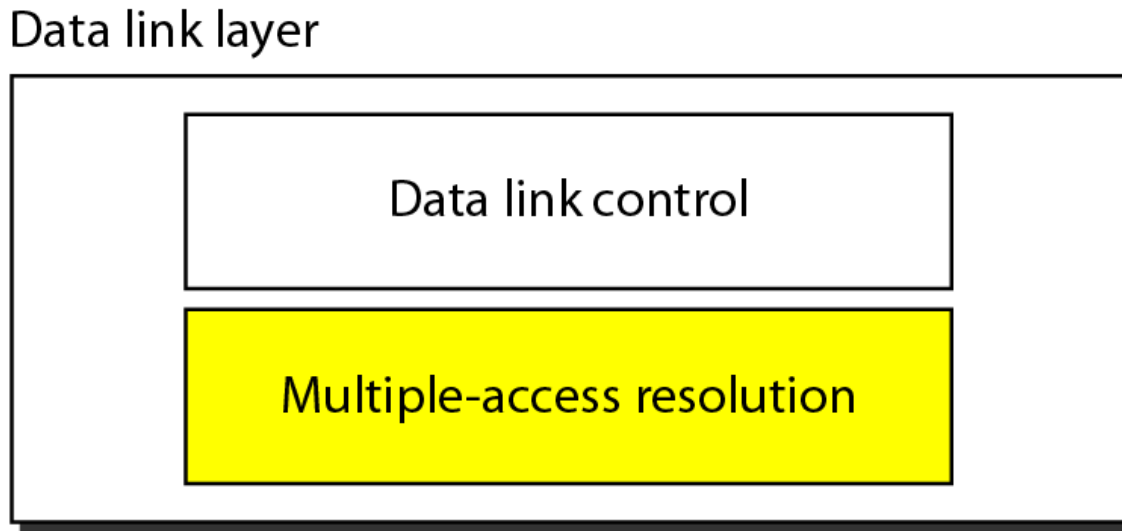 Data link layer
Data link control
Multiple-access resolution